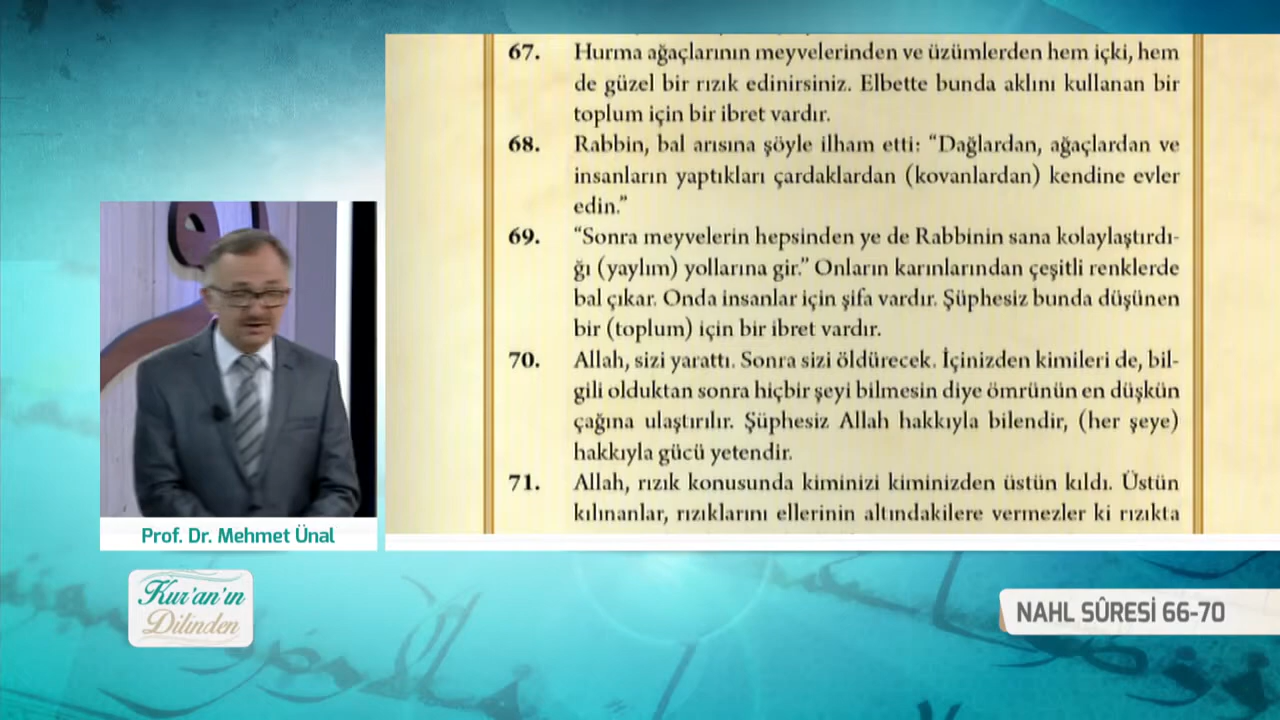 67. Hurma ağaçlarının meyvelerinden ve üzümlerden hem içki, hem
de güzel bir rızık edinirsiniz. Elbette bunda aklını kullanan bir
toplum için bir ibret vardır.
68. Rabbin, bal arısına şöyle ilham etti: “Dağlardan, ağaçlardan ve
insanların yaptıkları çardaklardan (kovanlardan) kendine evler
edin.”
69. “Sonra meyvelerin hepsinden ye de Rabbinin sana kolaylaştırdı-
ğı (yaylım) yollarına gir.” Onların karınlarından çeşitli renklerde
bal çıkar. Onda insanlar için şifa vardır. Şüphesiz bunda düşünen
bir (toplum) için bir ibret vardır.
70. Allah, sizi yarattı. Sonra sizi öldürecek. İçinizden kimileri de, bil-
gili olduktan sonra hiçbir şeyi bilmesin diye ömrünün en düşkün
çağına ulaştırılır. Şüphesiz Allah hakkıyla bilendir, (her şeye)
hakkıyla gücü yetendir.
71. Allah, rızık konusunda kiminizi kiminizden üstün kıldı. Üstün
kılınanlar, rızıklarını ellerinin altındakilere vermezler ki rızıkta
Prof. Dr. Mehmet Ünal
Kur'an'ın
Dilinden
NAHL SÛRESİ 66-70